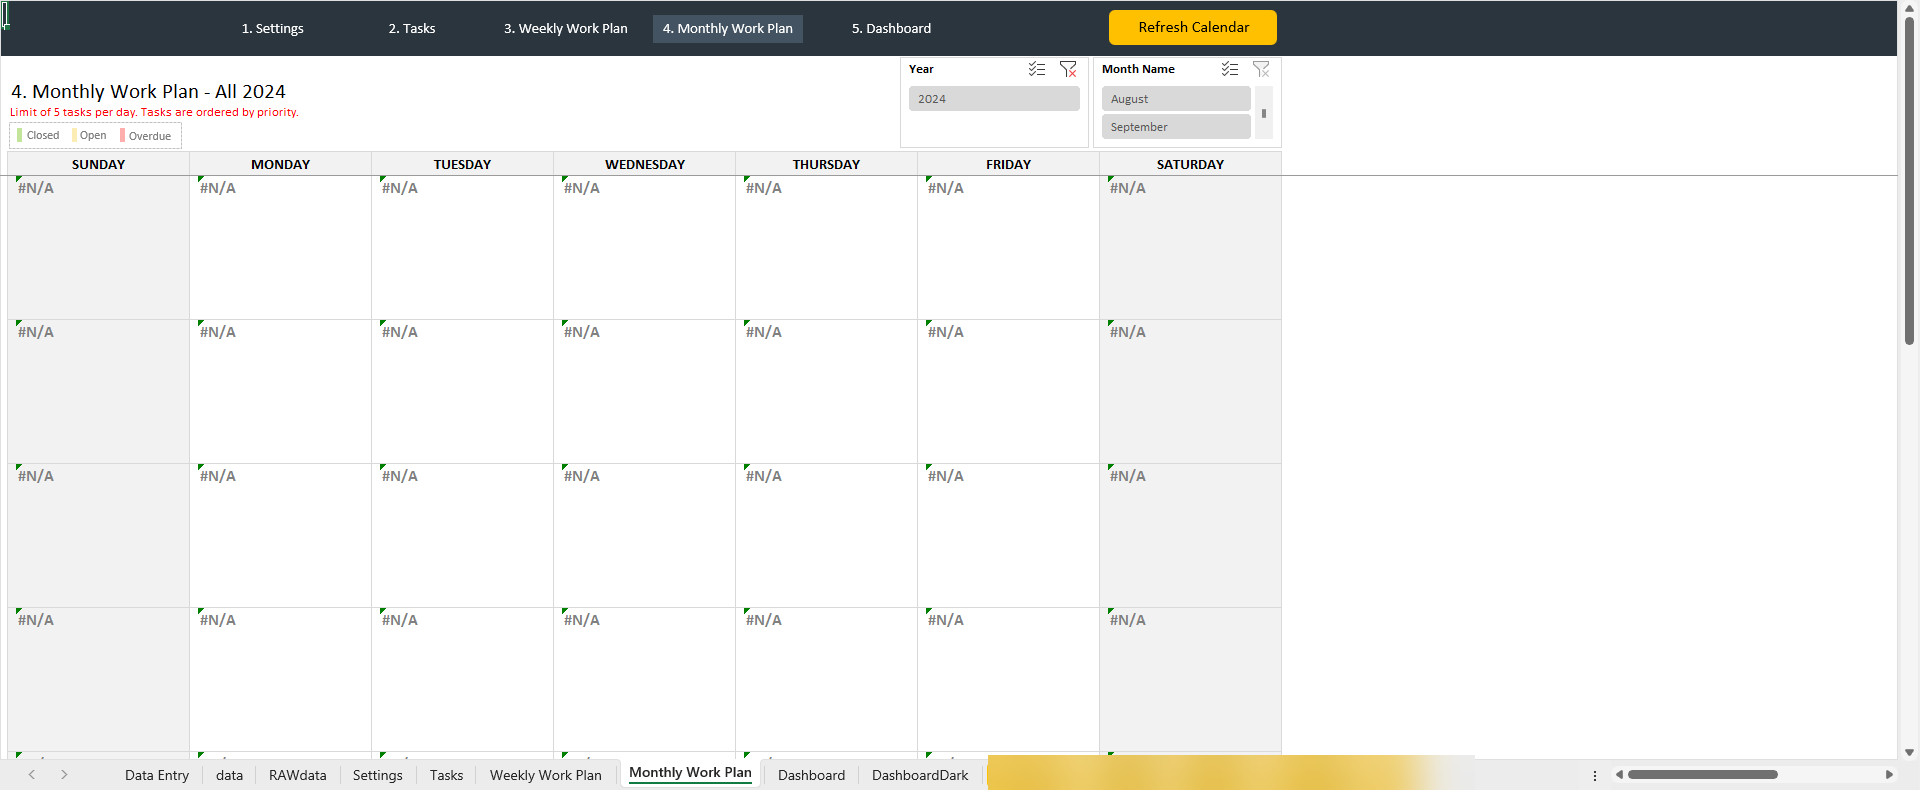 1. Settings 2. Tasks 3. Weekly Work Plan 4. Monthly Work Plan 5. Dashboard Refresh Calendar
Year Month Name
4. Monthly Work Plan - All 2024
2024 August
Limit of 5 tasks per day. Tasks are ordered by priority.
September
Closed Open Overdue
SUNDAY MONDAY TUESDAY WEDNESDAY THURSDAY FRIDAY SATURDAY
#N/A #N/A #N/A #N/A #N/A #N/A #N/A
#N/A #N/A #N/A #N/A #N/A #N/A #N/A
#N/A #N/A #N/A #N/A #N/A #N/A #N/A
#N/A #N/A #N/A #N/A #N/A #N/A #N/A
Data Entry data RAWdata Settings Tasks Weekly Work Plan Monthly Work Plan Dashboard DashboardDark